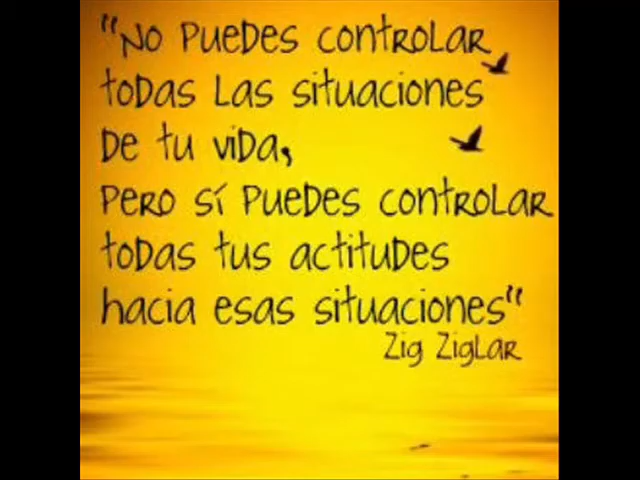 "No puedes controlar
todas las situaciones
de tu vida,
pero sí puedes controlar
todas tus actitudes
hacia esas situaciones"
Zig Ziglar